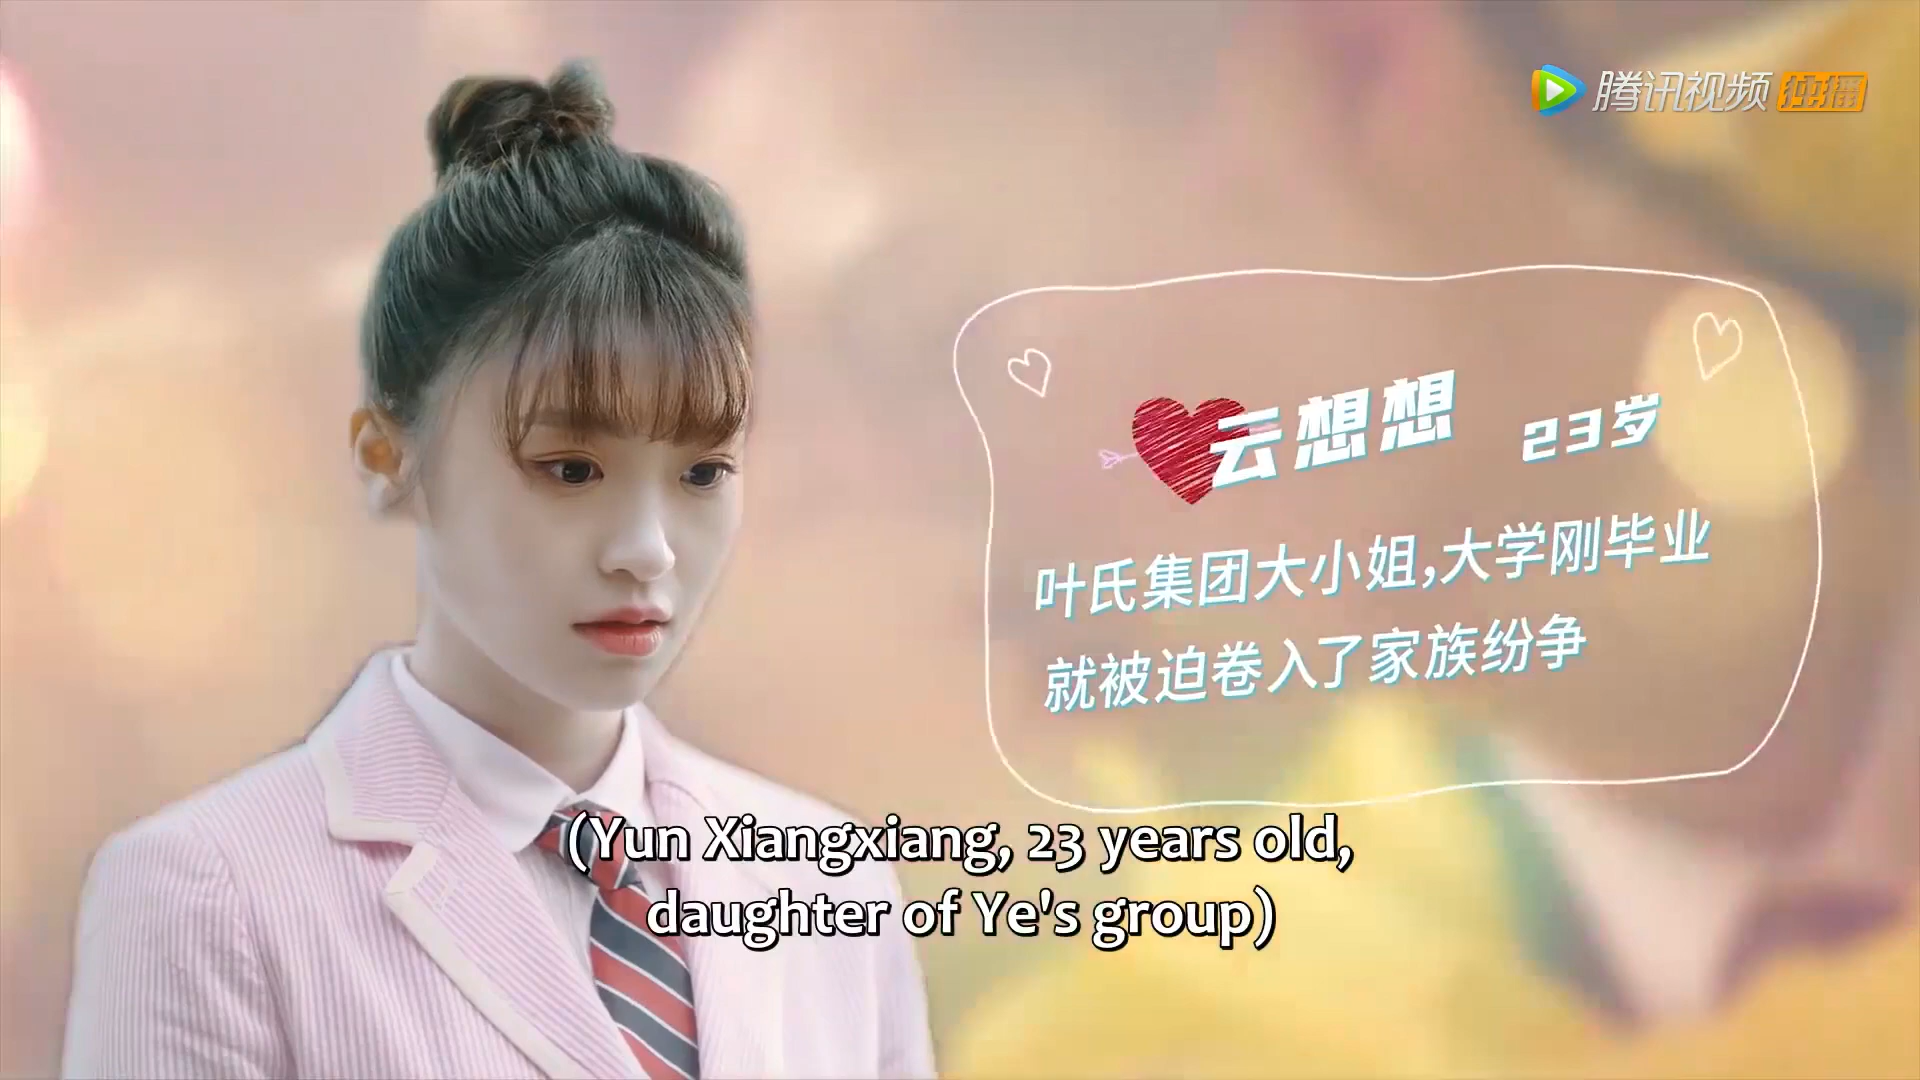 腾讯视频 独播
云想想 23岁
叶氏集团大小姐,大学刚毕业
就被迫卷入了家族纷争
(Yun Xiangxiang, 23 years old,
daughter of Ye's group)